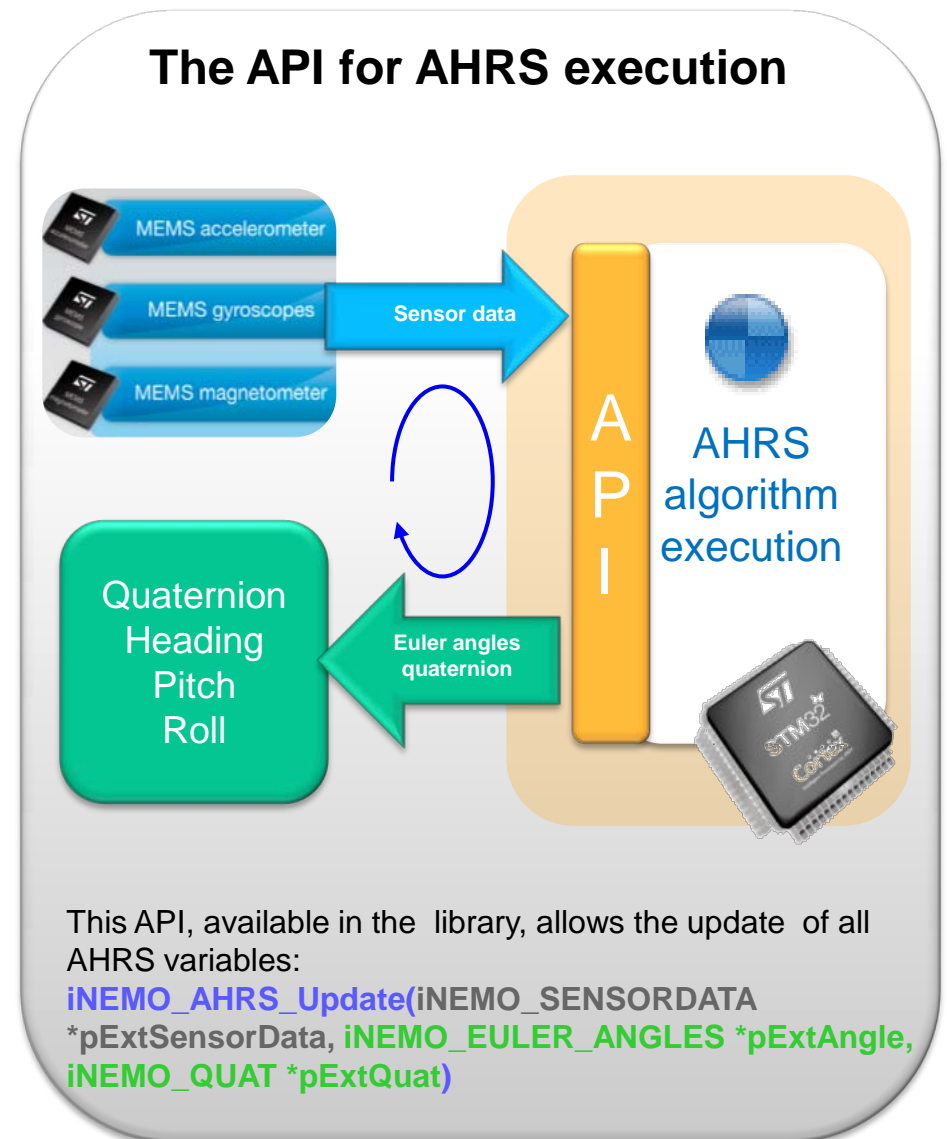 The API for AHRS execution
MEMS accelerometer
MEMS gyroscopes
MEMS magnetometer
Sensor data
A
P
I
AHRS
algorithm
execution
Quaternion
Heading
Pitch
Roll
Euler angles
quaternion
STM32
Cortex
This API, available in the  library, allows the update  of all
AHRS variables:
iNEMO_AHRS_Update(iNEMO_SENSORDATA
*pExtSensorData, iNEMO_EULER_ANGLES *pExtAngle,
iNEMO_QUAT *pExtQuat)